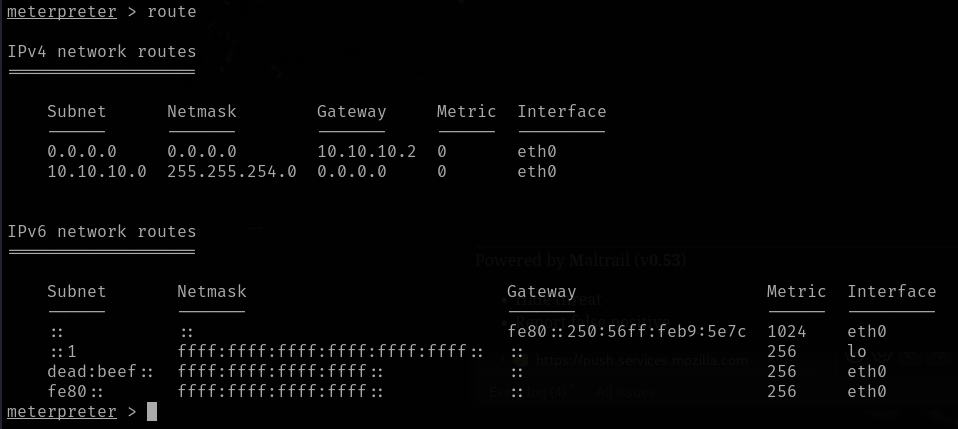 meterpreter > route
IPv4 network routes
===================
Subnet Netmask Gateway Metric Interface
------ ------- ------- ------ ---------
0.0.0.0 0.0.0.0 10.10.10.2 0 eth0
10.10.10.0 255.255.254.0 0.0.0.0 0 eth0
IPv6 network routes
===================
Powered by Maltrail (v0.53)
Subnet Netmask Gateway Metric Interface
------ ------- ------- ------ ---------
:: :: fe80::250:56ff:feb9:5e7c 1024 eth0
::1 ffff:ffff:ffff:ffff:ffff:ffff:: :: 256 lo
https://push.services.mozilla.com
dead:beef:: ffff:ffff:ffff:ffff:: :: 256 eth0
fe80:: ffff:ffff:ffff:ffff:: :: 256 eth0
meterpreter >